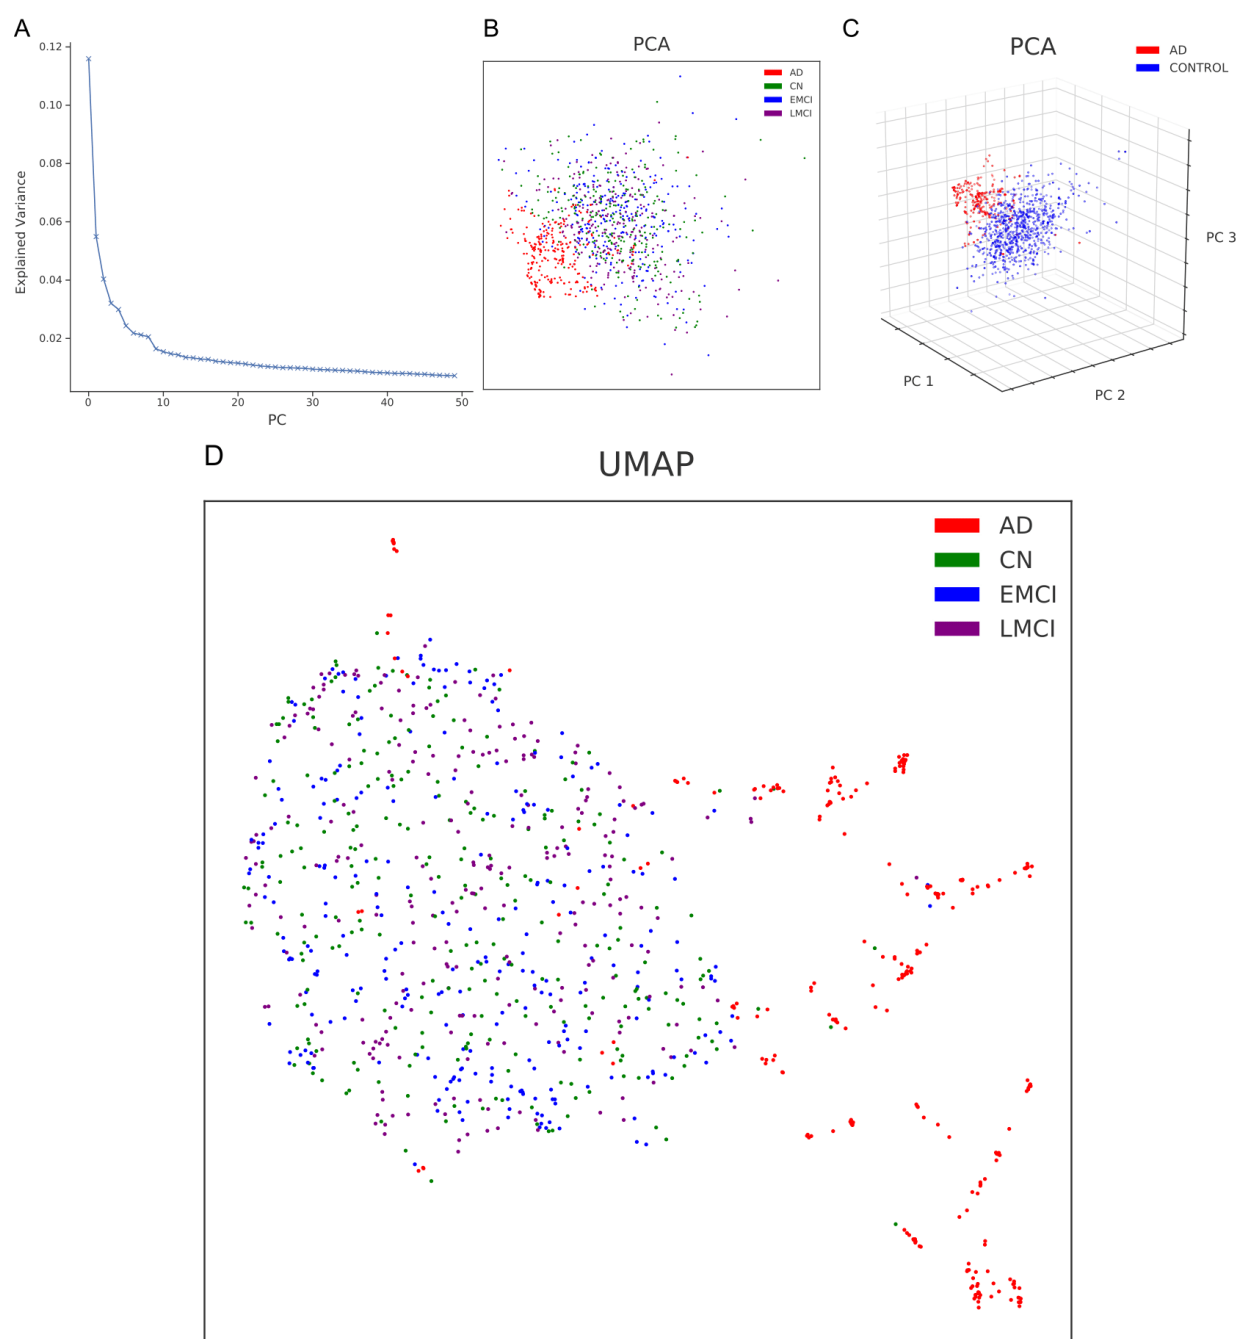 A
0.12
0.10
0.08
0.06
0.04
0.02
Explained Variance
0
10
20
30
40
50
PC
B
PCA
AD
CN
EMCI
LMCI
C
PCA
AD
CONTROL
PC 1
PC 2
PC 3
D
UMAP
AD
CN
EMCI
LMCI